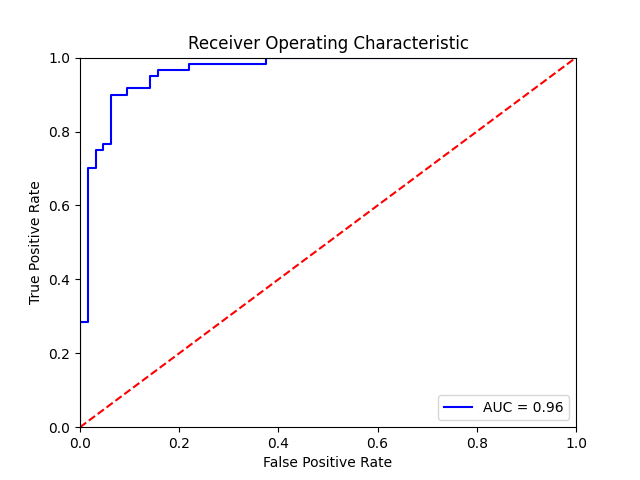 Receiver Operating Characteristic
1.0
0.8
0.6
0.4
0.2
0.0
True Positive Rate
AUC = 0.96
0.0 0.2 0.4 0.6 0.8 1.0
False Positive Rate